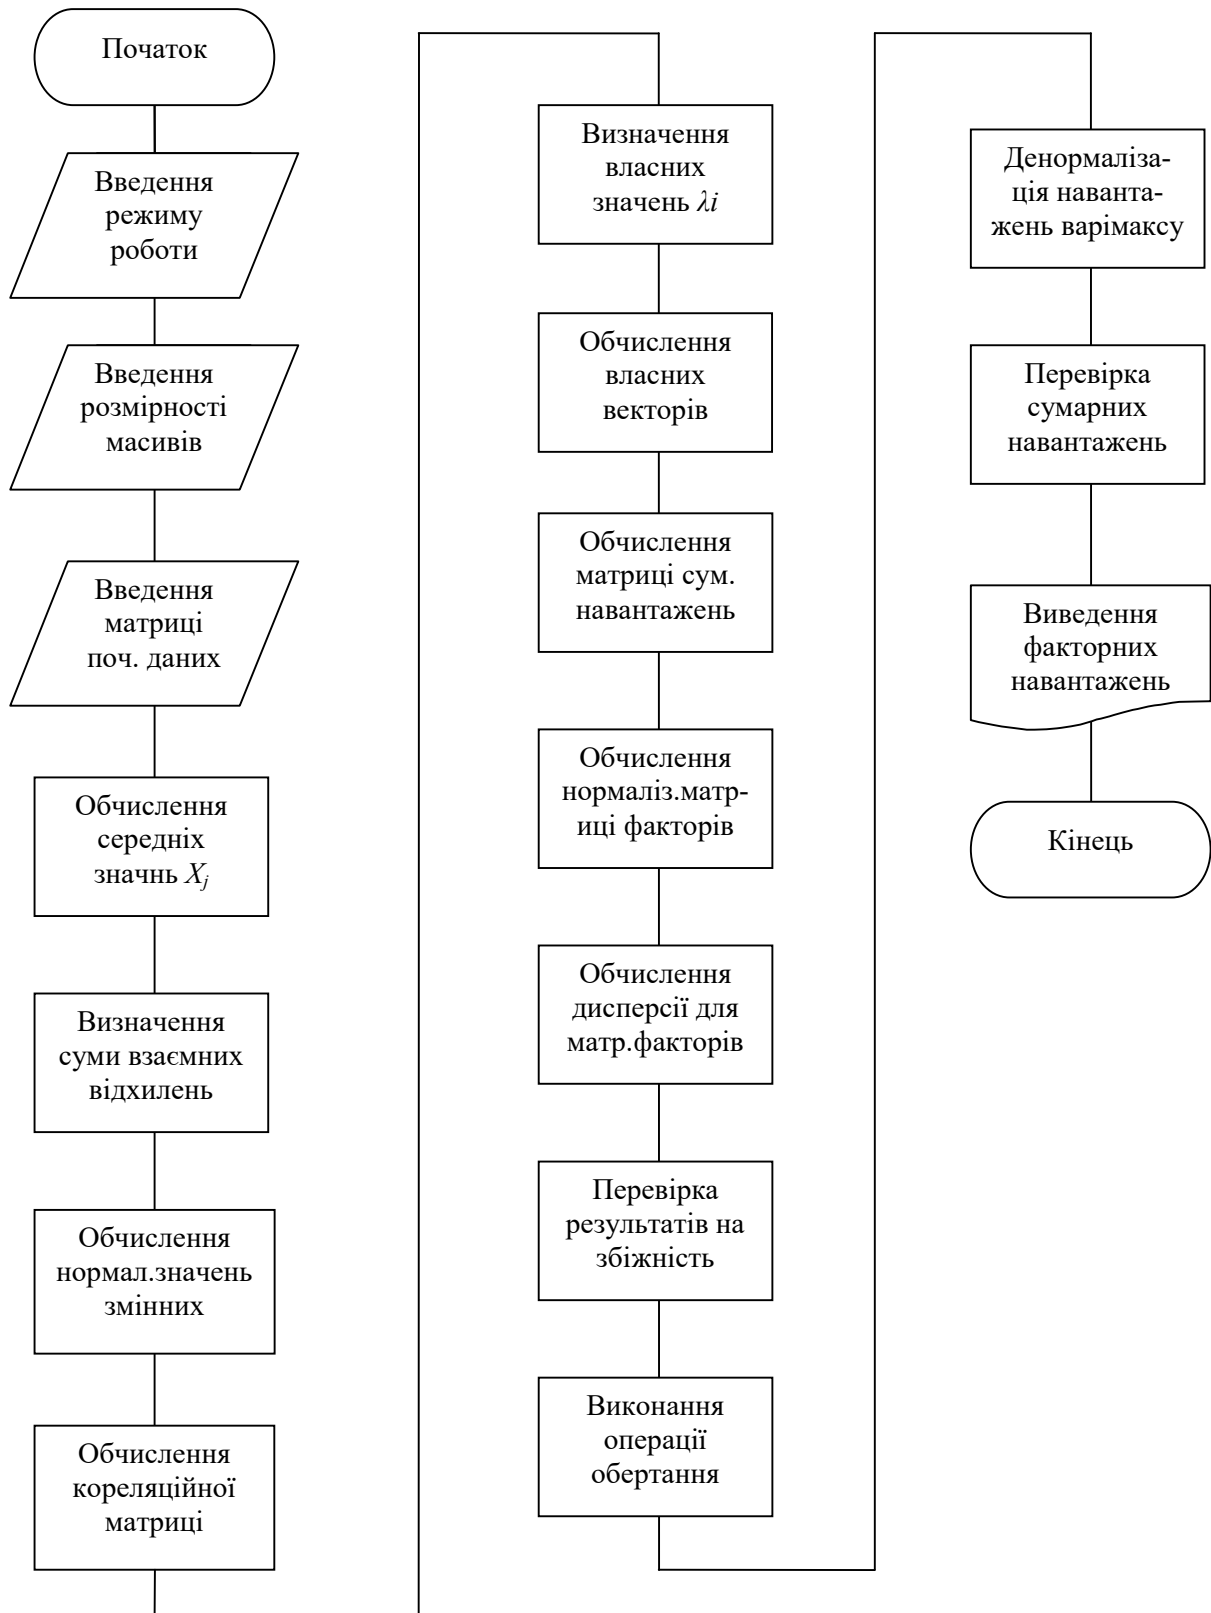 Початок
Введення
режиму
роботи
Введення
розмірності
масивів
Введення
матриці
поч. даних
Обчислення
середніх
значнь Xj
Визначення
суми взаємних
відхилень
Обчислення
нормал.значень
змінних
Обчислення
кореляційної
матриці
Визначення
власних
значень λi
Обчислення
власних
векторів
Обчислення
матриці сум.
навантажень
Обчислення
нормаліз.матр-
иці факторів
Обчислення
дисперсії для
матр.факторів
Перевірка
результатів на
збіжність
Виконання
операції
обертання
Денормаліза-
ція наванта-
жень варімаксу
Перевірка
сумарних
навантажень
Виведення
факторних
навантажень
Кінець